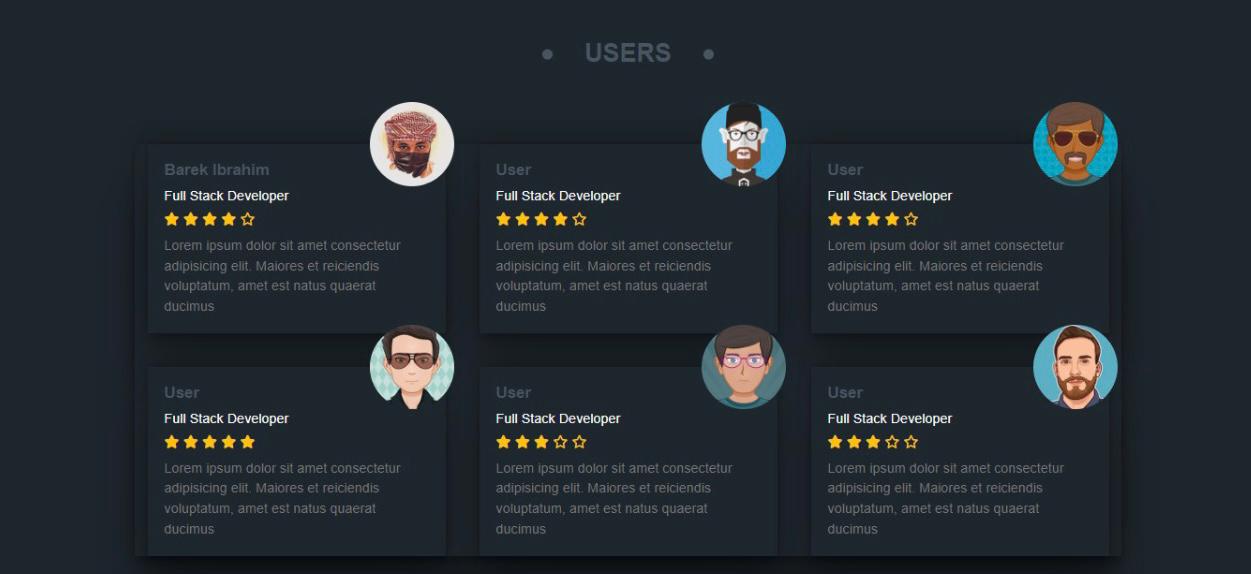 USERS
Barek Ibrahim
Full Stack Developer
Lorem ipsum dolor sit amet consectetur
adipisicing elit. Maiores et reiciendis
voluptatum, amet est natus quaerat
ducimus
User
Full Stack Developer
Lorem ipsum dolor sit amet consectetur
adipisicing elit. Maiores et reiciendis
voluptatum, amet est natus quaerat
ducimus
User
Full Stack Developer
Lorem ipsum dolor sit amet consectetur
adipisicing elit. Maiores et reiciendis
voluptatum, amet est natus quaerat
ducimus
User
Full Stack Developer
Lorem ipsum dolor sit amet consectetur
adipisicing elit. Maiores et reiciendis
voluptatum, amet est natus quaerat
ducimus
User
Full Stack Developer
Lorem ipsum dolor sit amet consectetur
adipisicing elit. Maiores et reiciendis
voluptatum, amet est natus quaerat
ducimus
User
Full Stack Developer
Lorem ipsum dolor sit amet consectetur
adipisicing elit. Maiores et reiciendis
voluptatum, amet est natus quaerat
ducimus